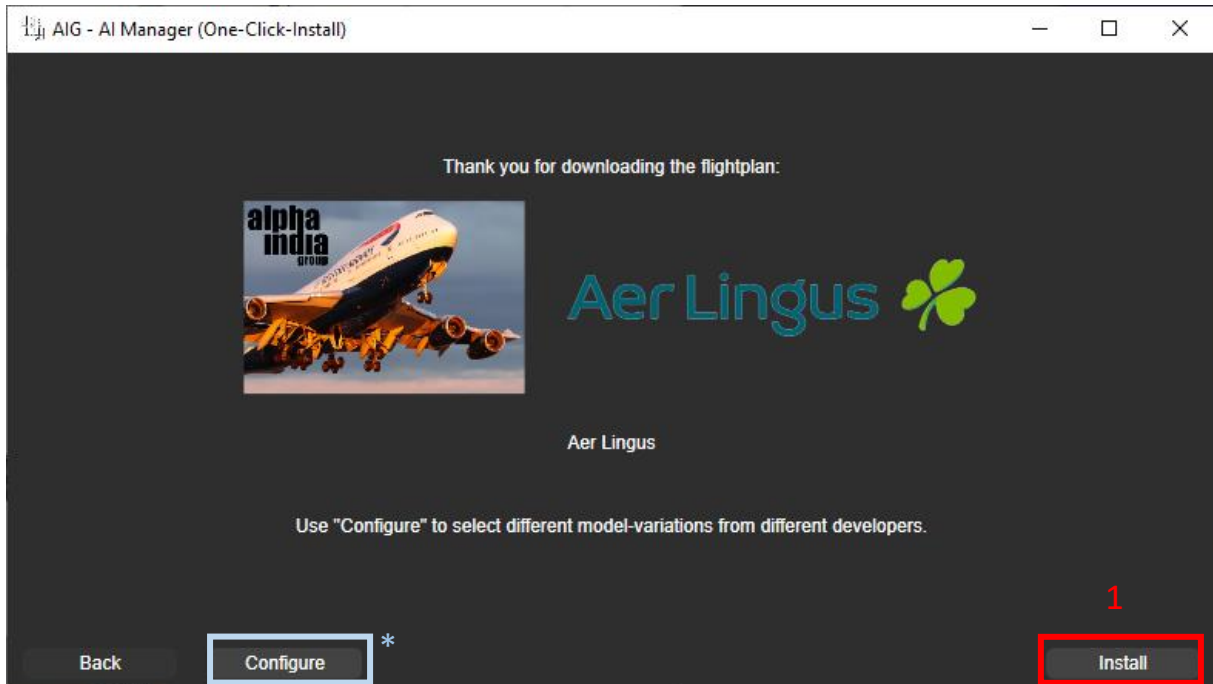 AIG - AI Manager (One-Click-Install)
Thank you for downloading the flightplan:
alpha
india
group
Aer Lingus
Aer Lingus
Use "Configure" to select different model-variations from different developers.
1
*
Back
Configure
Install